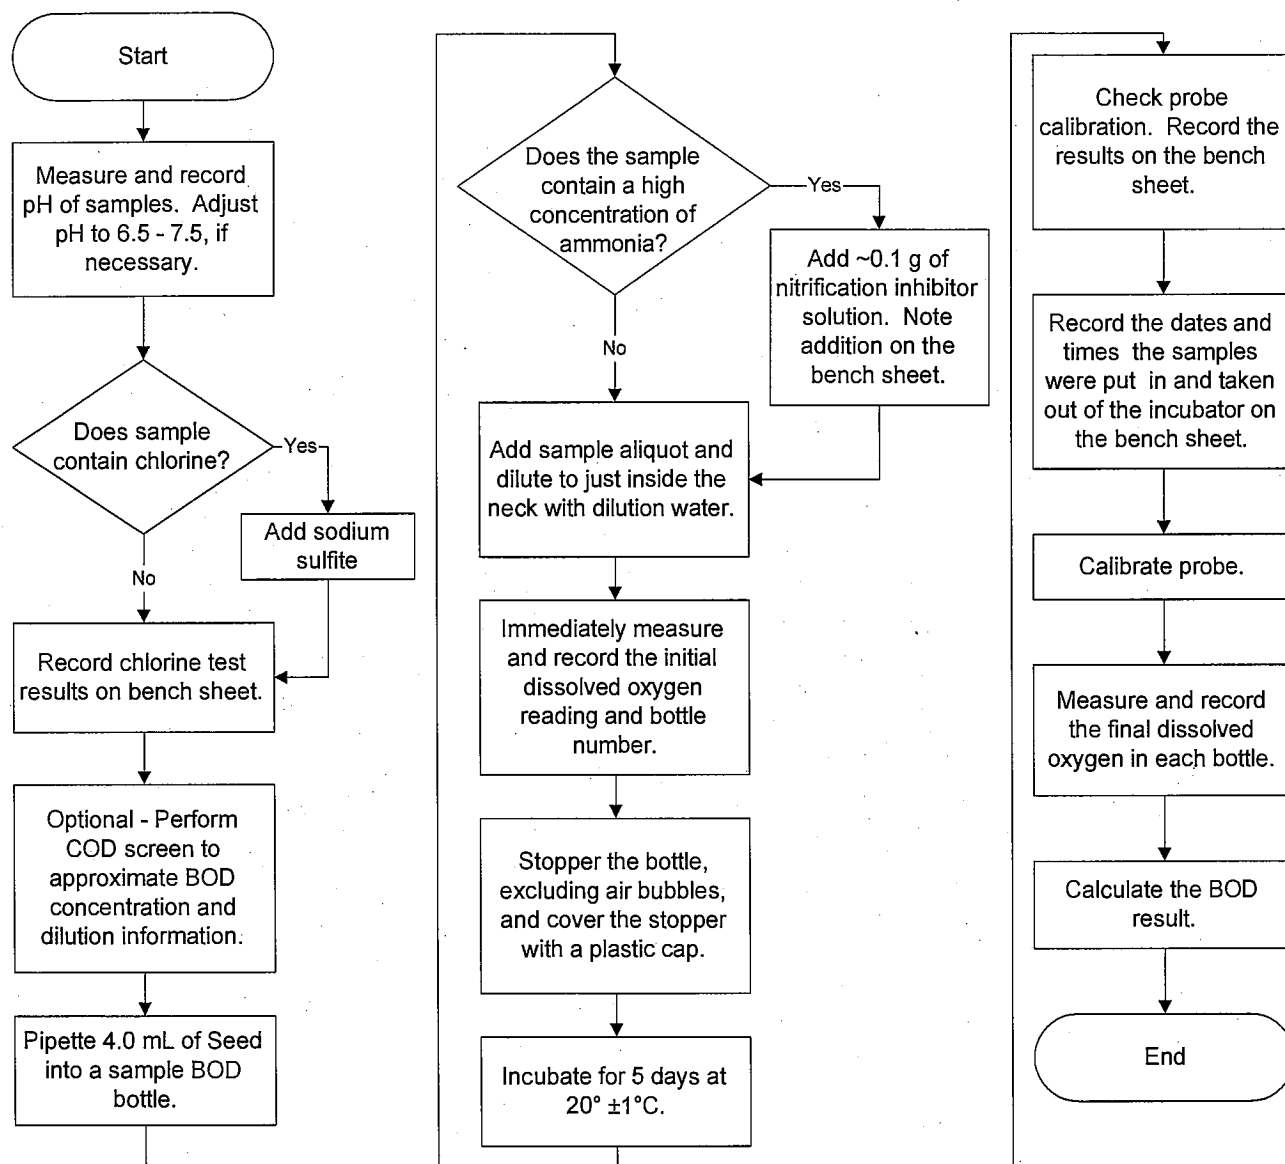 Start
Measure and record
pH of samples. Adjust
pH to 6.5 - 7.5, if
necessary.
Does sample
contain chlorine?
Yes
Add sodium
sulfite
No
Record chlorine test
results on bench sheet.
Optional - Perform
COD screen to
approximate BOD
concentration and
dilution information.
Pipette 4.0 mL of Seed
into a sample BOD
bottle.
Does the sample
contain a high
concentration of
ammonia?
Yes
Add ~0.1 g of
nitrification inhibitor
solution. Note
addition on the
bench sheet.
No
Add sample aliquot and
dilute to just inside the
neck with dilution water.
Immediately measure
and record the initial
dissolved oxygen
reading and bottle
number.
Stopper the bottle,
excluding air bubbles,
and cover the stopper
with a plastic cap.
Incubate for 5 days at
20° ±1°C.
Check probe
calibration. Record the
results on the bench
sheet.
Record the dates and
times the samples
were put in and taken
out of the incubator on
the bench sheet.
Calibrate probe.
Measure and record
the final dissolved
oxygen in each bottle.
Calculate the BOD
result.
End